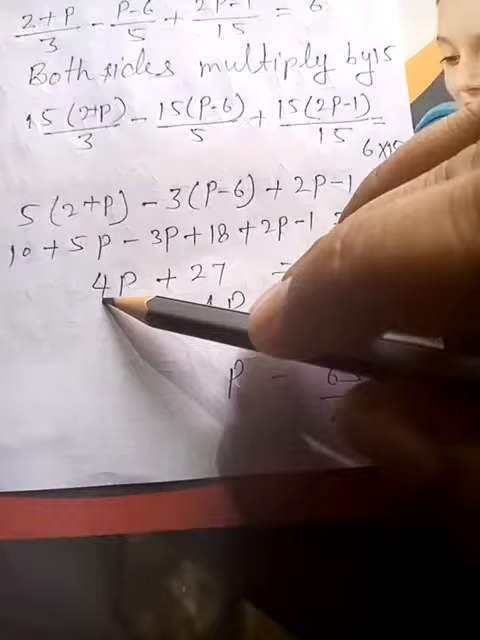 2+P/3 - P-6/5 + 2P-1/15 = 6
Both sides multiply by 15
15(2+P)/3 - 15(P-6)/5 + 15(2P-1)/15 =
6×15
5(2+P) - 3(P-6) + 2P-1
10+5P-3P+18+2P-1
4P + 27 =
4P
P - 63